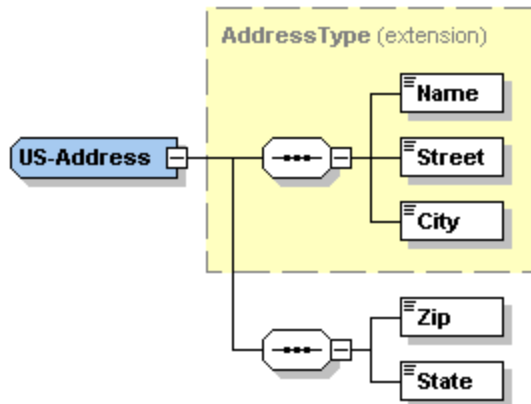 AddressType (extension)
Name
US-Address
Street
City
Zip
State